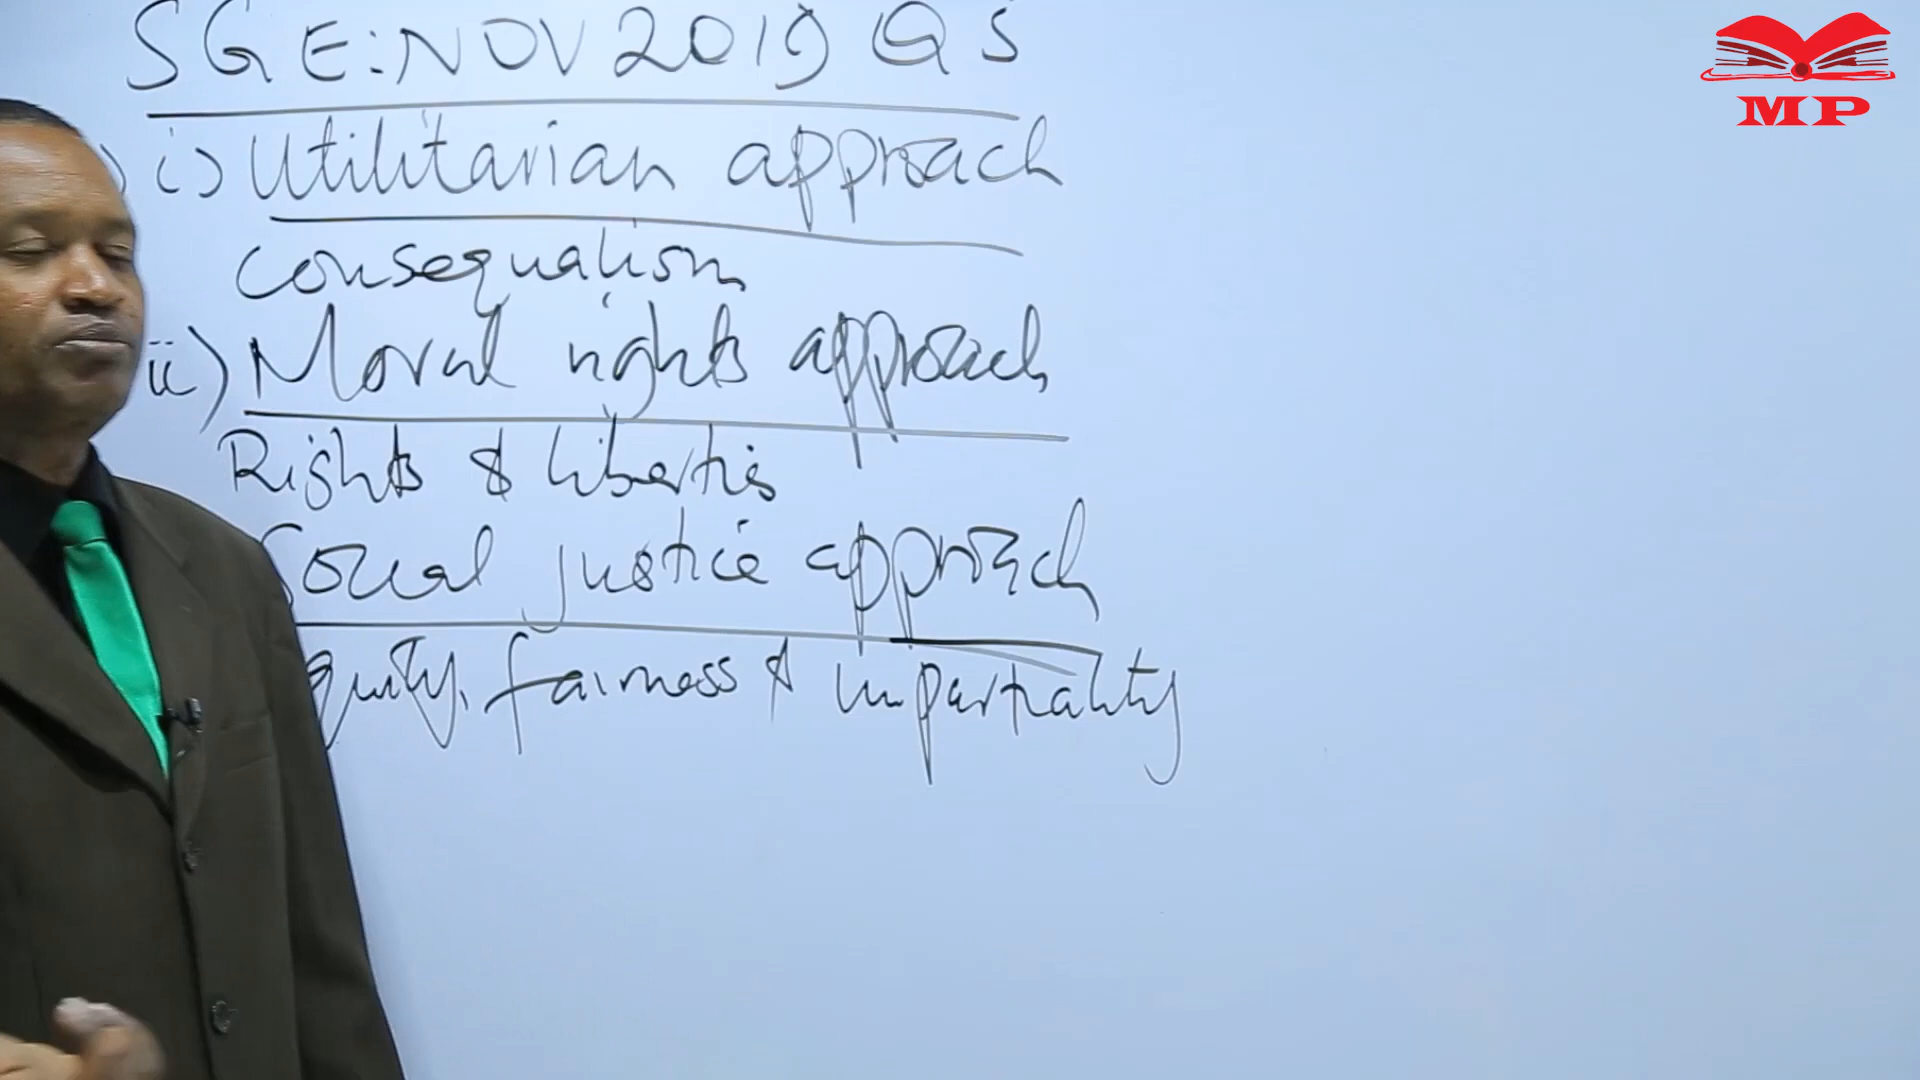 SGE: NOV 2019 Q5
i) Utilitarian approach
consequalism
ii) Moral rights approach
Rights & liberties
Social justice approach
quity, fairness & impartiality
MP